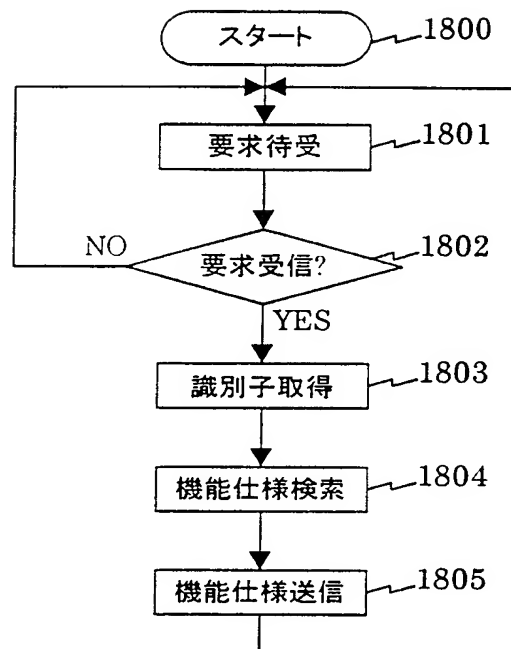 スタート 1800
要求待受 1801
要求受信? 1802
NO
YES
識別子取得 1803
機能仕様検索 1804
機能仕様送信 1805